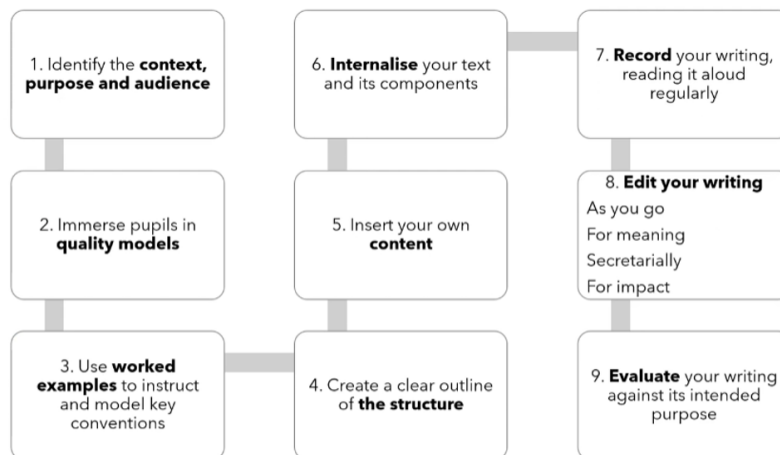 1. Identify the context,
purpose and audience
2. Immerse pupils in
quality models
3. Use worked
examples to instruct
and model key
conventions
4. Create a clear outline
of the structure
5. Insert your own
content
6. Internalise your text
and its components
7. Record your writing,
reading it aloud
regularly
8. Edit your writing
As you go
For meaning
Secretarially
For impact
9. Evaluate your writing
against its intended
purpose